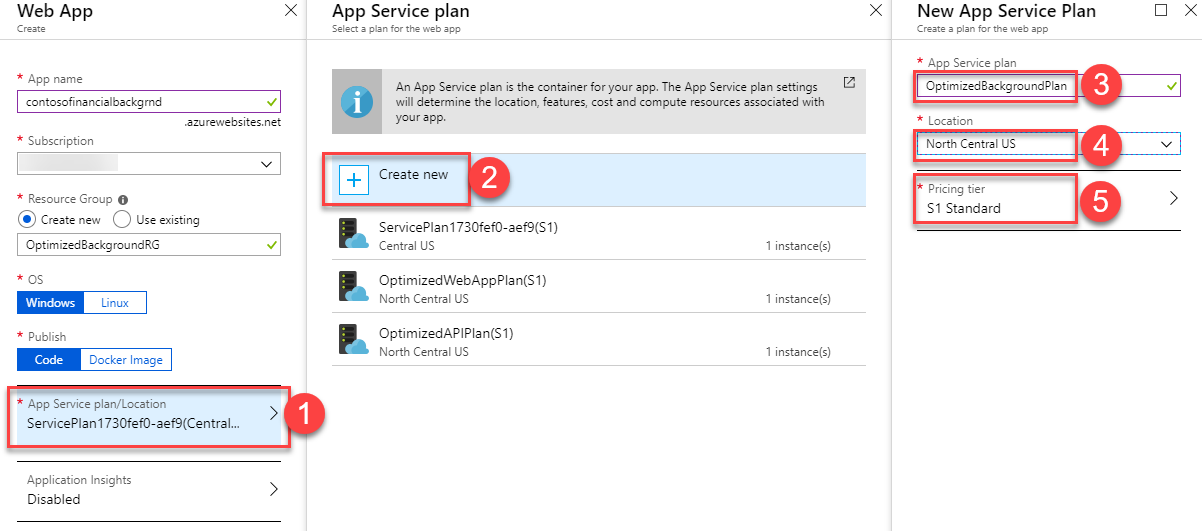 Web App
Create
* App name
contosofinancialbackgrnd
.azurewebsites.net
* Subscription
* Resource Group
Create new
Use existing
OptimizedBackgroundRG
* OS
Windows
Linux
* Publish
Code
Docker Image
* App Service plan/Location
ServicePlan1730fef0-aef9(Central...
1
Application Insights
Disabled
App Service plan
Select a plan for the web app
An App Service plan is the container for your app. The App Service plan settings
will determine the location, features, cost and compute resources associated with
your app.
Create new
2
ServicePlan1730fef0-aef9(S1)
Central US
1 instance(s)
OptimizedWebAppPlan(S1)
North Central US
1 instance(s)
OptimizedAPIPlan(S1)
North Central US
1 instance(s)
New App Service Plan
Create a plan for the web app
* App Service plan
OptimizedBackgroundPlan
3
* Location
North Central US
4
* Pricing tier
S1 Standard
5